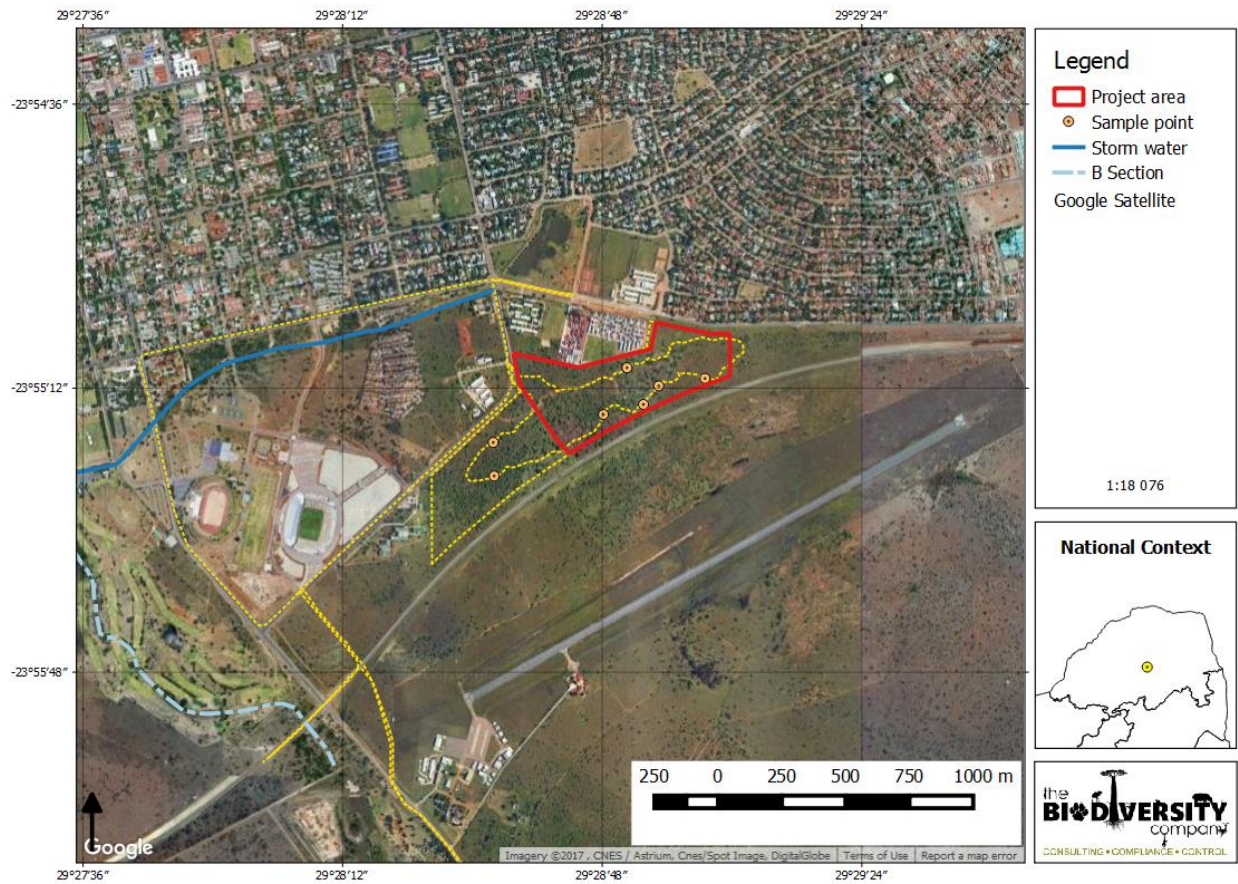 29°27'36"
29°28'12"
29°28'48"
29°29'24"
-23°54'36"
-23°55'12"
-23°55'48"
Legend
Project area
Sample point
Storm water
B Section
Google Satellite
1:18 076
National Context
the
BIODIVERSITY
company
CONSULTING • COMPLIANCE • CONTROL
250 0 250 500 750 1000 m
Google
Imagery ©2017 , CNES / Astrium, Cnes/Spot Image, DigitalGlobe Terms of Use Report a map error
29°27'36"
29°28'12"
29°28'48"
29°29'24"